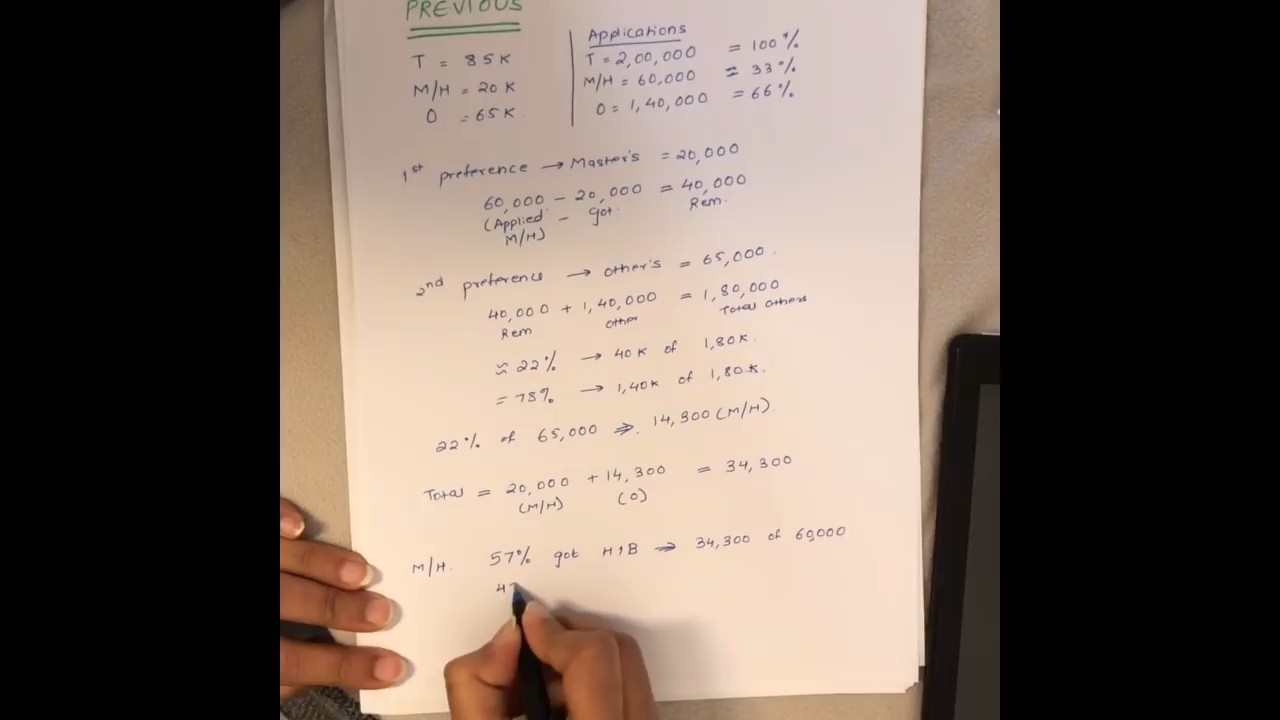 PREVIOUS
T = 85K
M/H = 20K
O = 65K
Applications
T = 2,00,000 = 100%
M/H = 60,000 = 33%
O = 1,40,000 = 66%
1st preference → Master's = 20,000
60,000 - 20,000 = 40,000
(Applied - Got. Rem.
M/H)
2nd preference → other's = 65,000.
40,000 + 1,40,000 = 1,80,000
Rem other Total others
≈ 22% → 40K of 1,80K.
= 78% → 1,40K of 1,80K.
22% of 65,000 ⇒. 14,300 (M/H).
Total = 20,000 + 14,300 = 34,300
(M/H) (O)
M/H. 57% got H1B ⇒ 34,300 of 60,000
4